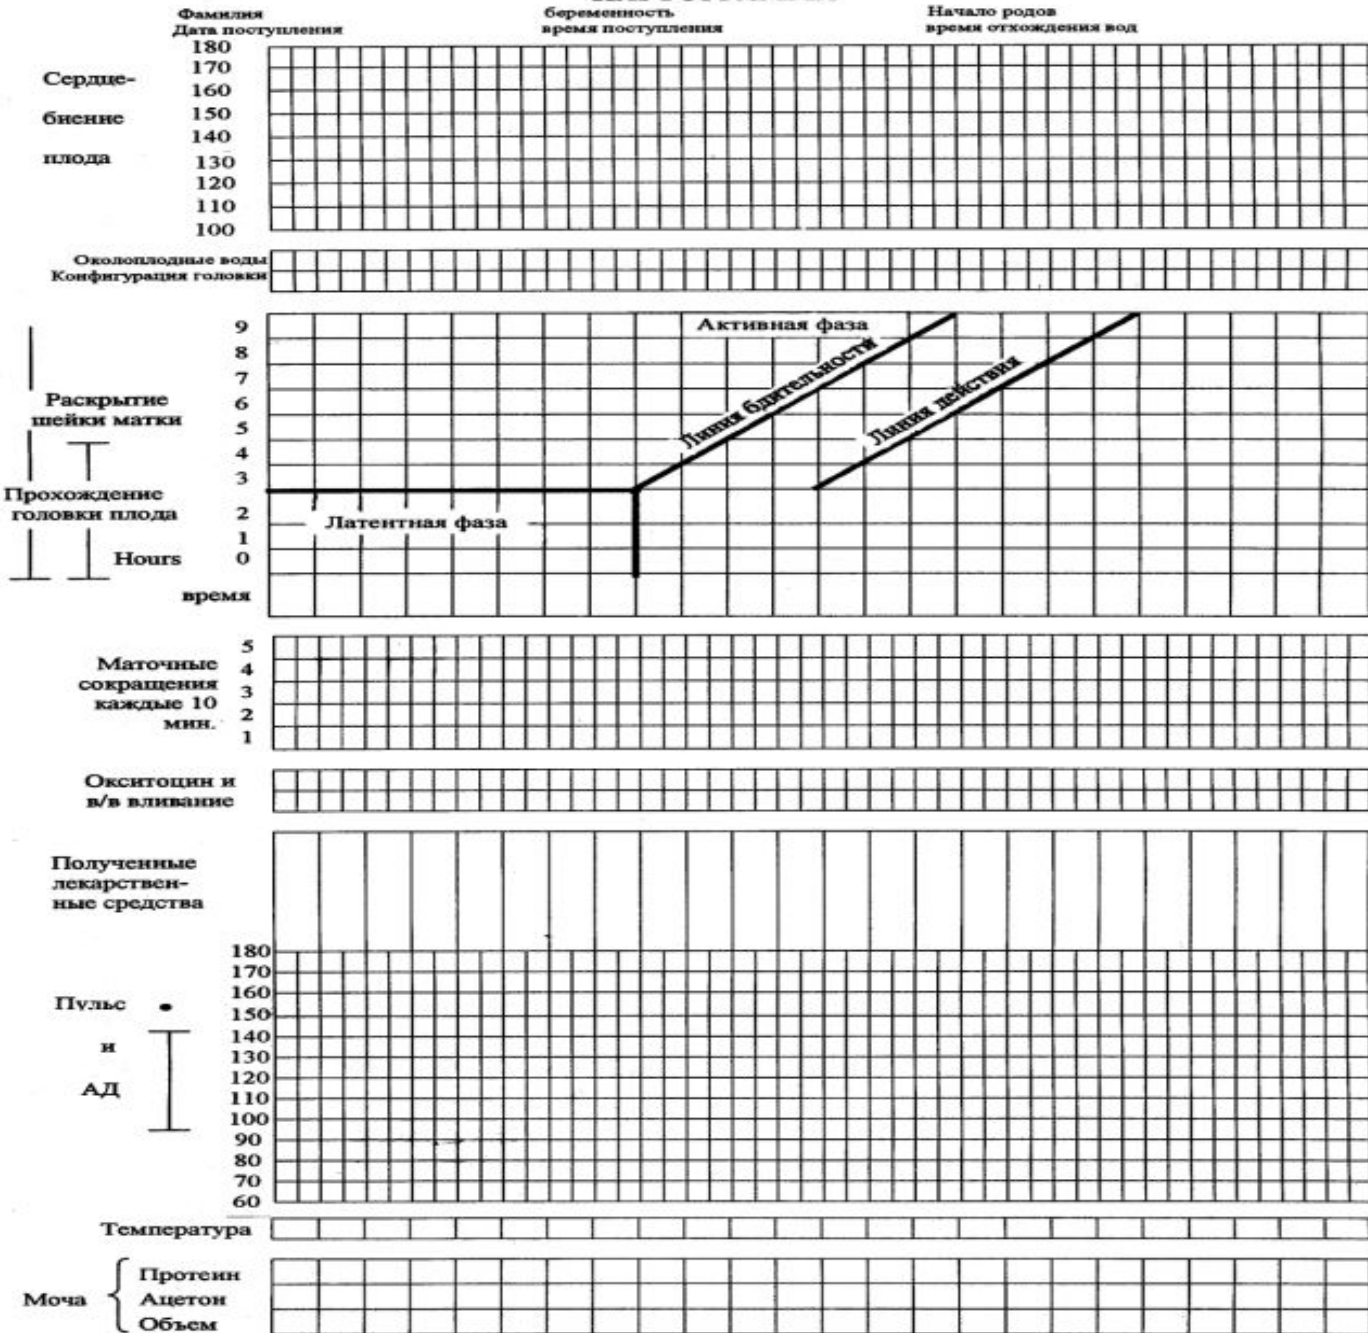 Фамилия
Дата поступления
беременность
время поступления
Начало родов
время отхождения вод
Сердце-
биение
плода
180
170
160
150
140
130
120
110
100
Околоплодные воды
Конфигурация головки
Раскрытие
шейки матки
Прохождение
головки плода
Hours
9
8
7
6
5
4
3
2
1
0
время
Активная фаза
Линия бдительности
Линия действия
Латентная фаза
Маточные
сокращения
каждые 10
мин.
5
4
3
2
1
Окситоцин и
в/в вливание
Полученные
лекарствен-
ные средства
Пульс
и
АД
180
170
160
150
140
130
120
110
100
90
80
70
60
Температура
Моча
Протеин
Ацетон
Объем